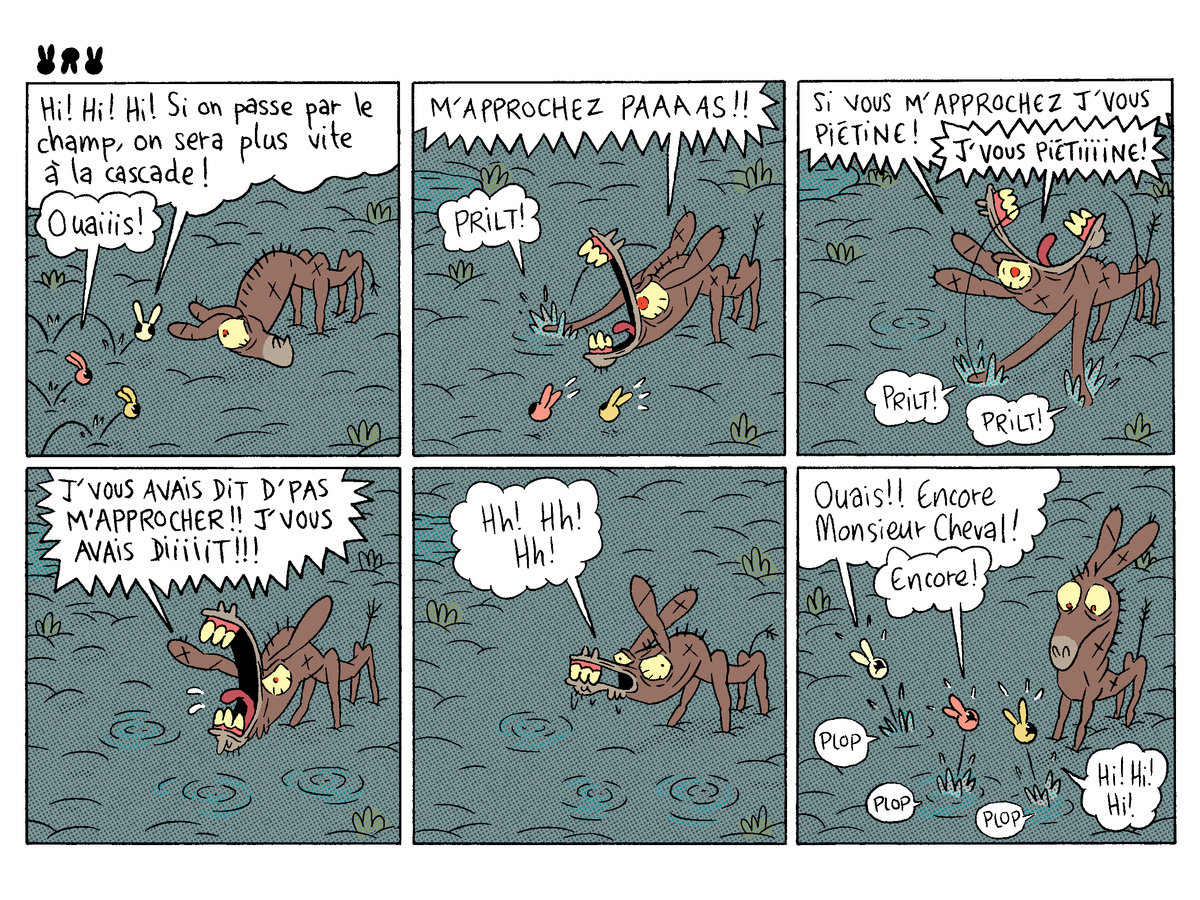 Hi! Hi! Hi! Si on passe par le
champ, on sera plus vite
à la cascade!
Ouaiiis!
M'APPROCHEZ PAAAAS!!
PRILT!
SI VOUS M'APPROCHEZ J'VOUS
PIÉTINE!
J'VOUS PIÉTIIIIINE!
PRILT!
PRILT!
J'VOUS AVAIS DIT D'PAS
M'APPROCHER!! J'VOUS
AVAIS DIIIIIT!!!
Hh! Hh!
Hh!
Ouais!! Encore
Monsieur Cheval!
Encore!
PLOP
PLOP
PLOP
Hi! Hi!
Hi!